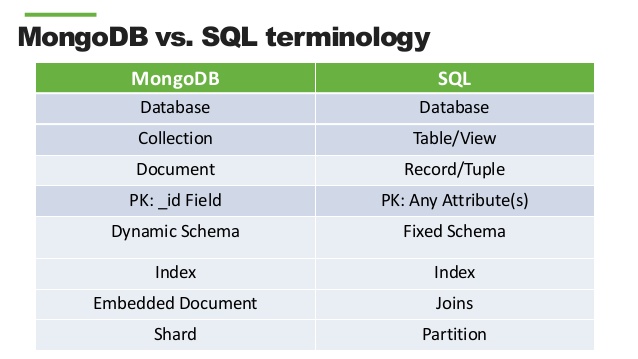 MongoDB vs. SQL terminology
MongoDB SQL
Database Database
Collection Table/View
Document Record/Tuple
PK: _id Field PK: Any Attribute(s)
Dynamic Schema Fixed Schema
Index Index
Embedded Document Joins
Shard Partition